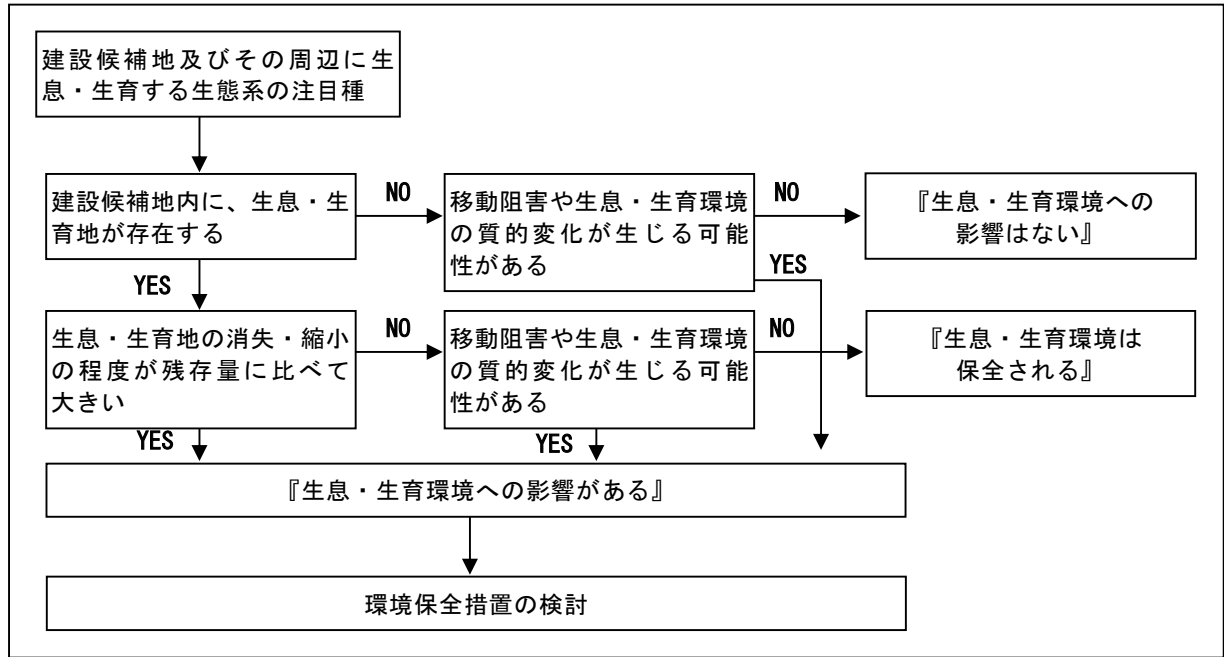 建設候補地及びその周辺に生
息・生育する生態系の注目種
建設候補地内に、生息・生
育地が存在する
NO
移動阻害や生息・生育環境
の質的変化が生じる可能
性がある
NO
『生息・生育環境への
影響はない』
YES
YES
生息・生育地の消失・縮小
の程度が残存量に比べて
大きい
NO
移動阻害や生息・生育環境
の質的変化が生じる可能
性がある
NO
『生息・生育環境は
保全される』
YES
YES
『生息・生育環境への影響がある』
環境保全措置の検討